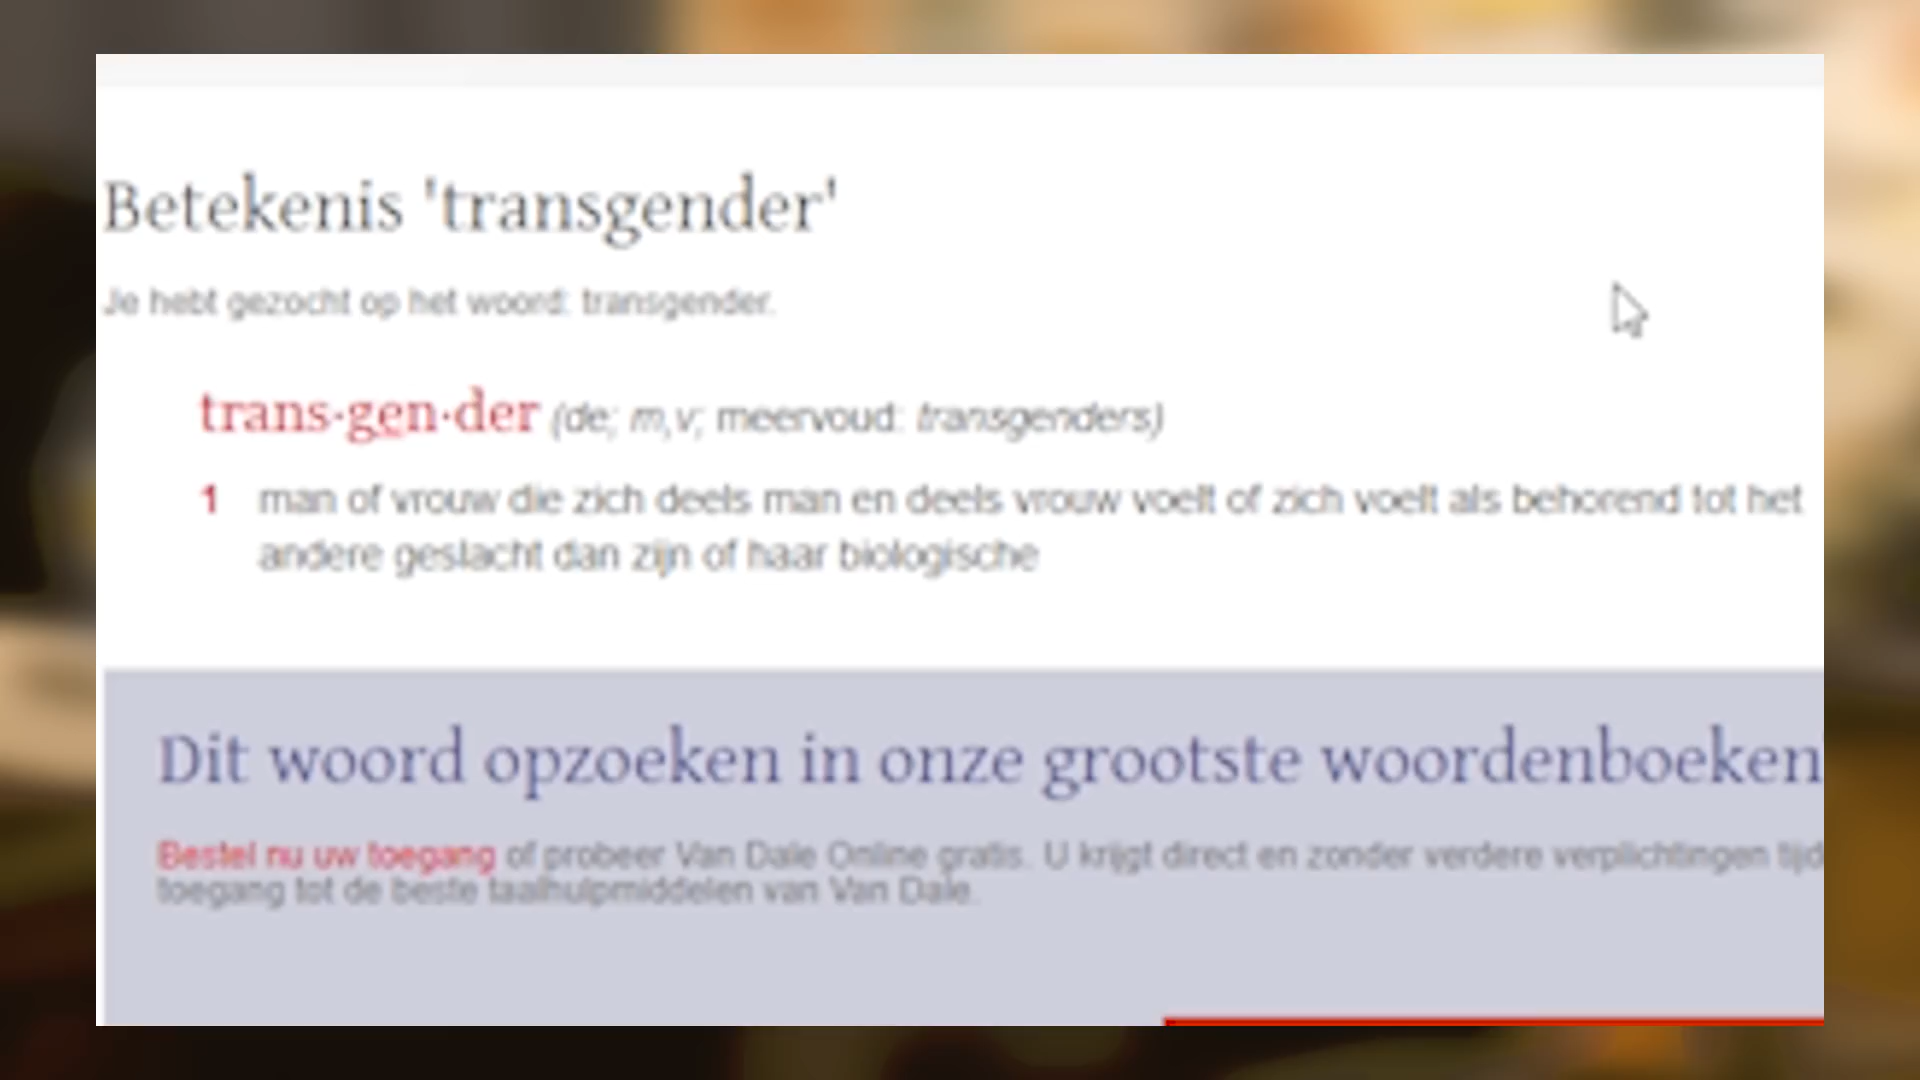 Betekenis 'transgender'
Je hebt gezocht op het woord: transgender.
trans·gen·der (de; m,v; meervoud: transgenders)
1 man of vrouw die zich deels man en deels vrouw voelt of zich voelt als behorend tot het
andere geslacht dan zijn of haar biologische
Dit woord opzoeken in onze grootste woordenboeken
Bestel nu uw toegang of probeer Van Dale Online gratis. U krijgt direct en zonder verdere verplichtingen tijd
toegang tot de beste taalhulpmiddelen van Van Dale.